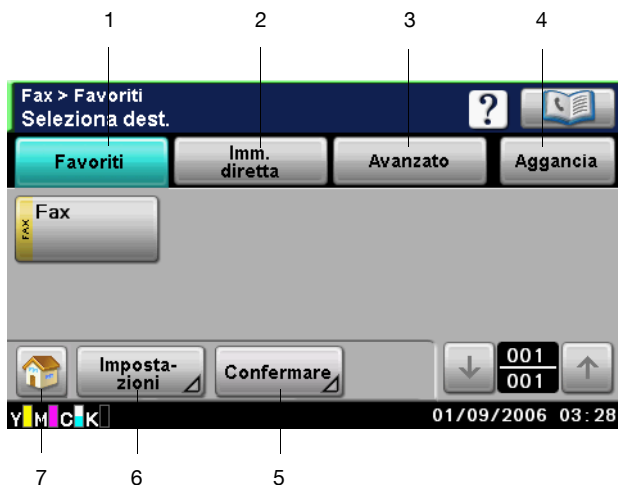 1 2 3 4
Fax > Favoriti
Seleziona dest.
?
Favoriti
Imm.
diretta
Avanzato
Aggancia
Fax
FAX
Imposta-
zioni
Confermare
001
001
Y M C K
01/09/2006 03:28
7 6 5